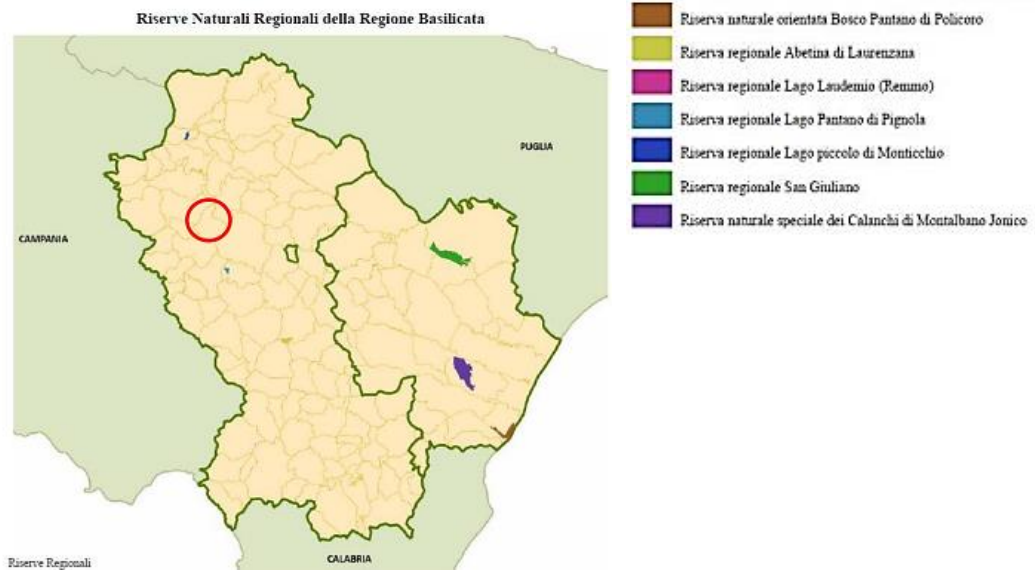 Riserve Naturali Regionali della Regione Basilicata
Riserva naturale orientata Bosco Pantano di Policoro
Riserva regionale Abetina di Laurenzana
Riserva regionale Lago Laudemio (Remmo)
Riserva regionale Lago Pantano di Pignola
Riserva regionale Lago piccolo di Monticchio
Riserva regionale San Giuliano
Riserva naturale speciale dei Calanchi di Montalbano Jonico
PUGLIA
CAMPANIA
CALABRIA
Riserve Regionali